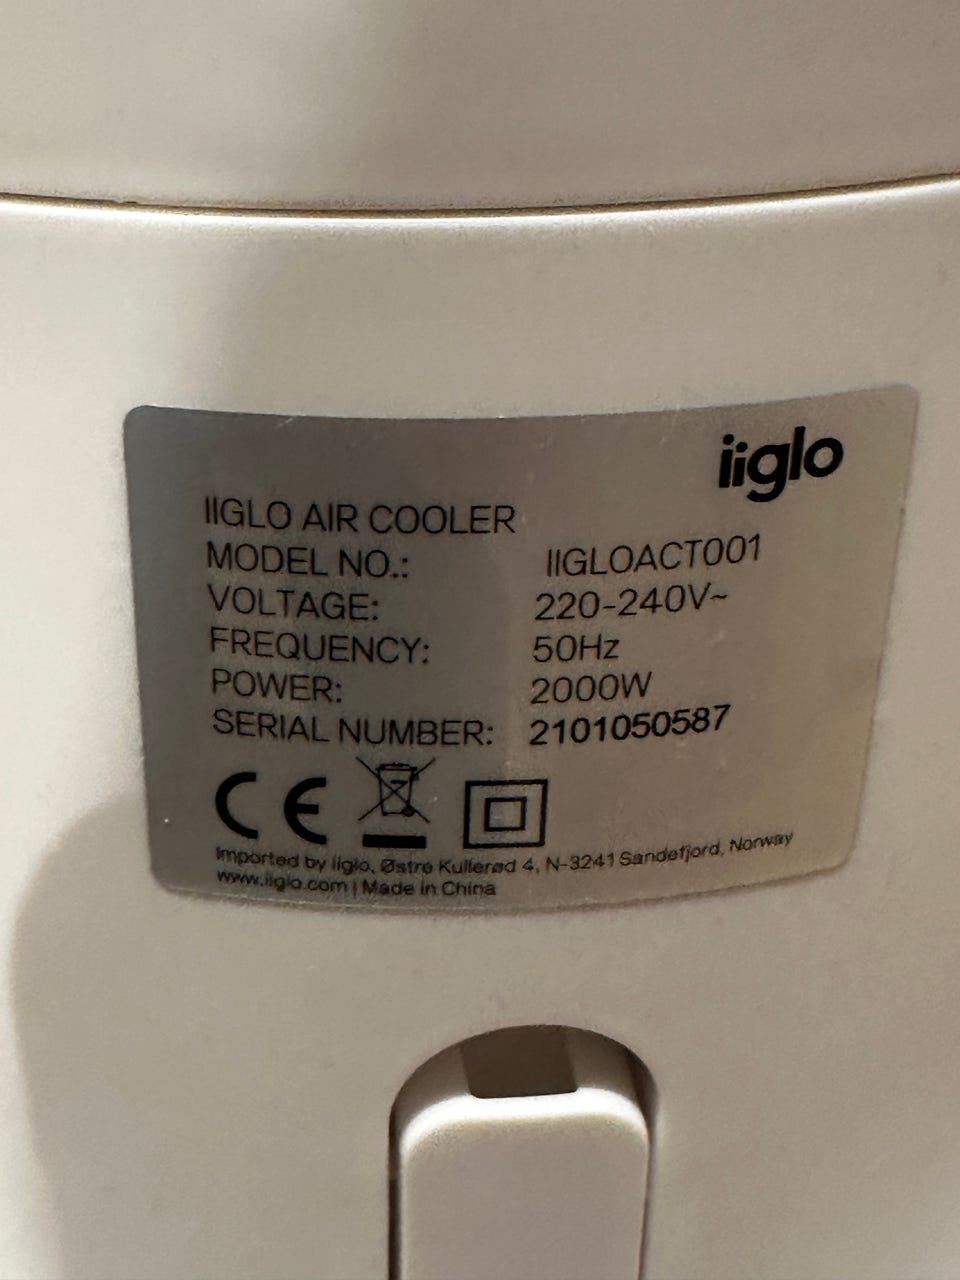 iiglo
IIGLO AIR COOLER
MODEL NO.: IIGLOACT001
VOLTAGE: 220-240V~
FREQUENCY: 50Hz
POWER: 2000W
SERIAL NUMBER: 2101050587
CE
Imported by iiglo, Østre Kullerød 4, N-3241 Sandefjord, Norway
www.iiglo.com | Made in China